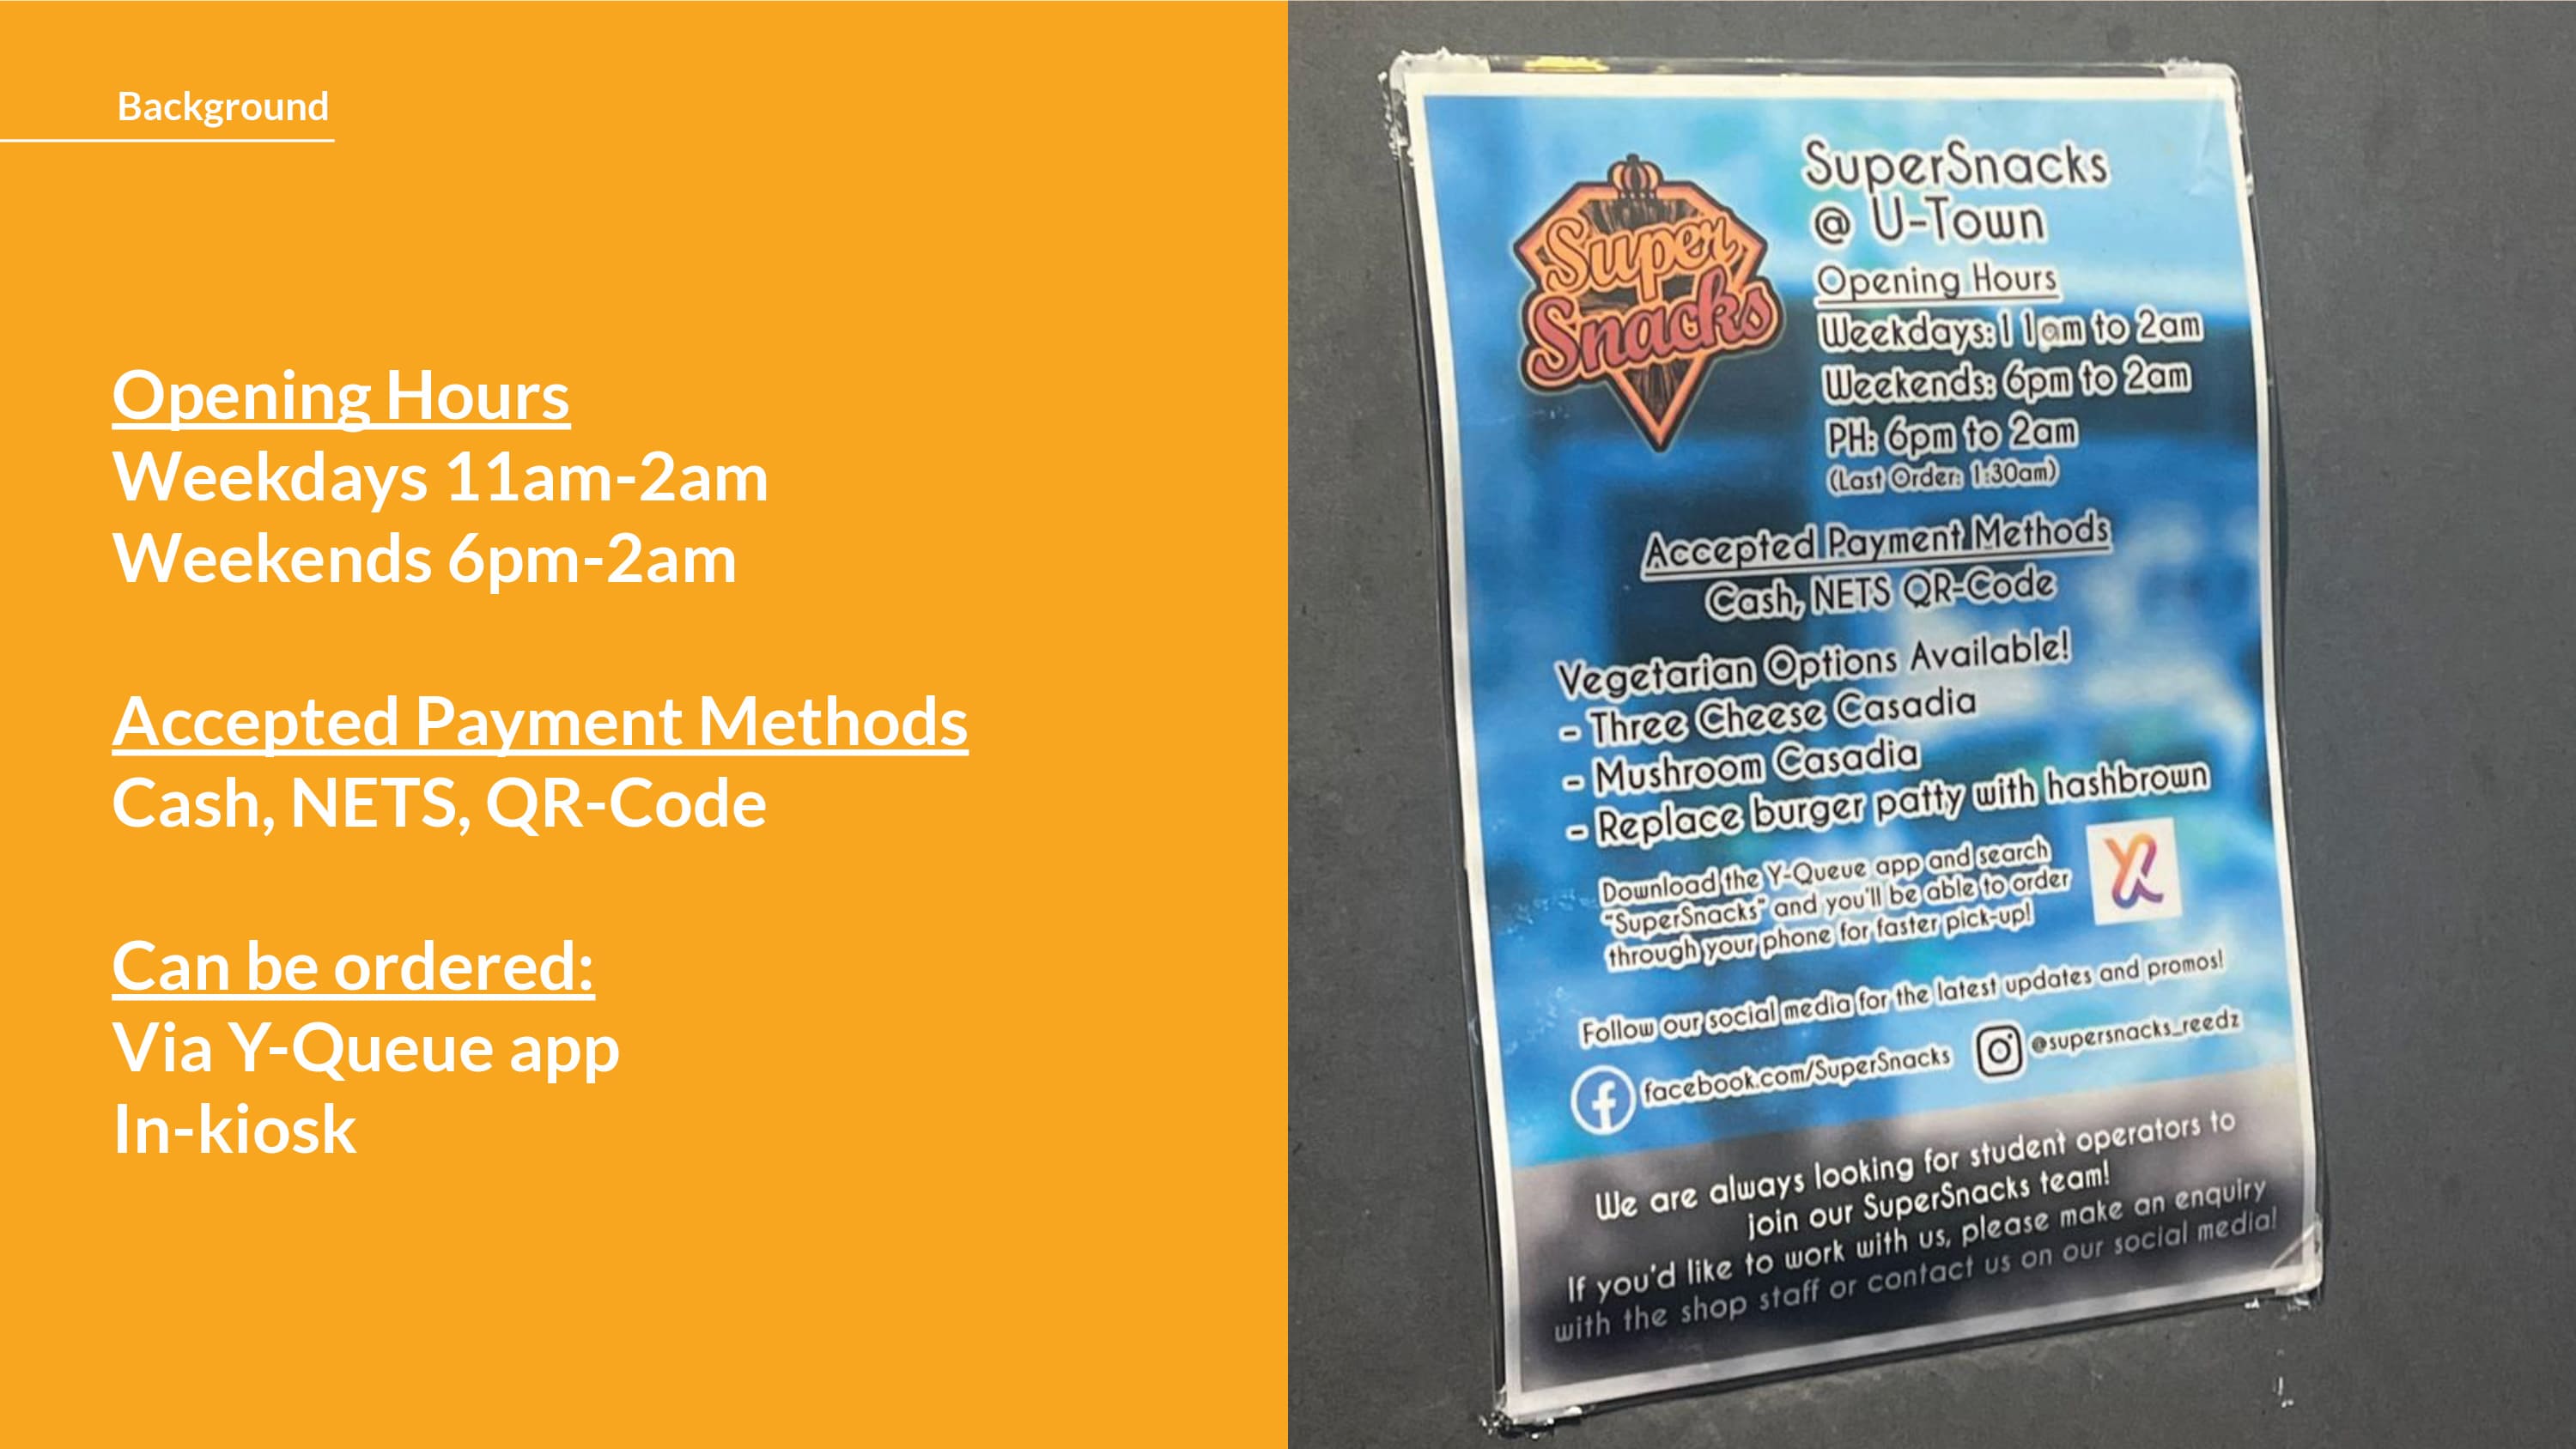 Background
Opening Hours
Weekdays 11am-2am
Weekends 6pm-2am
Accepted Payment Methods
Cash, NETS, QR-Code
Can be ordered:
Via Y-Queue app
In-kiosk
Super
Snacks
SuperSnacks
@ U-Town
Opening Hours
Weekdays: 11am to 2am
Weekends: 6pm to 2am
PH: 6pm to 2am
(Last Order: 1:30am)
Accepted Payment Methods
Cash, NETS QR-Code
Vegetarian Options Available!
- Three Cheese Casadia
- Mushroom Casadia
- Replace burger patty with hashbrown
Download the Y-Queue app and search
"SuperSnacks" and you'll be able to order
through your phone for faster pick-up!
Follow our social media for the latest updates and promos!
facebook.com/SuperSnacks
@supersnacks_reedz
We are always looking for student operators to
join our SuperSnacks team!
If you'd like to work with us, please make an enquiry
with the shop staff or contact us on our social media!